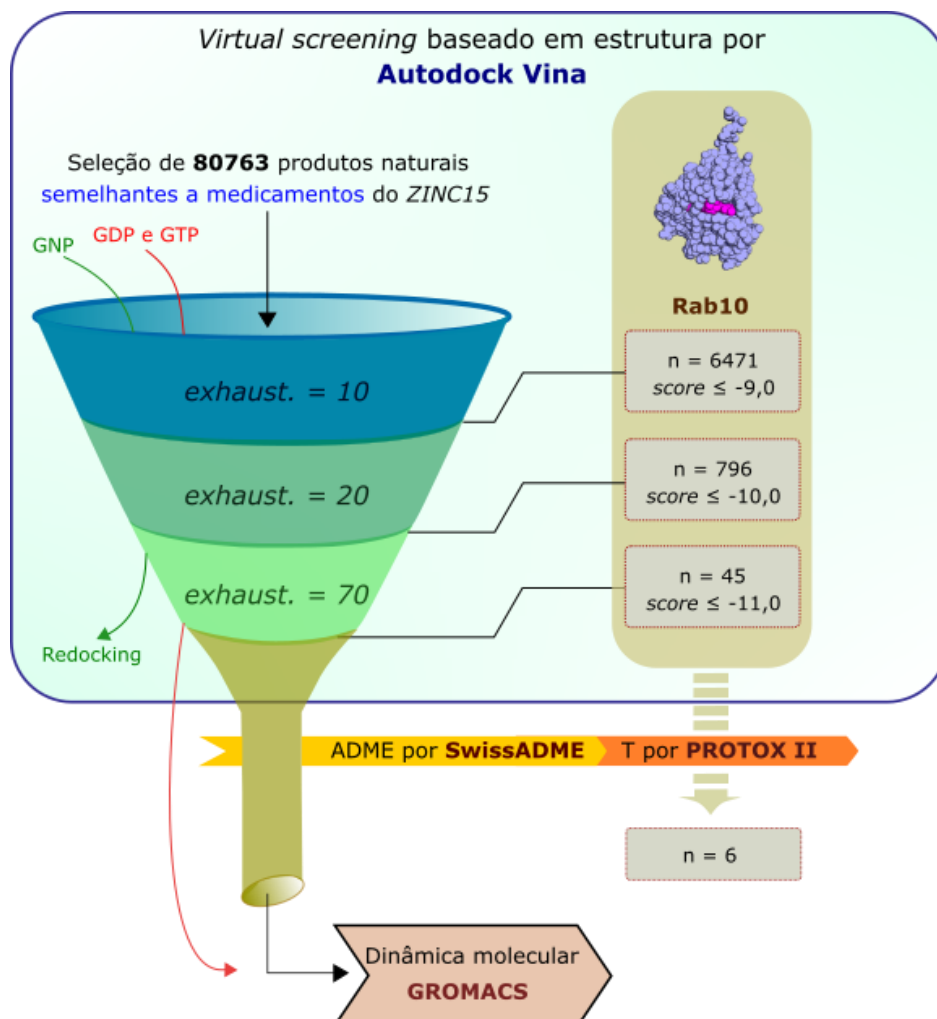 Virtual screening baseado em estrutura por
Autodock Vina
Seleção de 80763 produtos naturais
semelhantes a medicamentos do ZINC15
GNP
GDP e GTP
Rab10
exhaust. = 10
n = 6471
score ≤ -9,0
exhaust. = 20
n = 796
score ≤ -10,0
exhaust. = 70
n = 45
score ≤ -11,0
Redocking
ADME por SwissADME
T por PROTOX II
n = 6
Dinâmica molecular
GROMACS